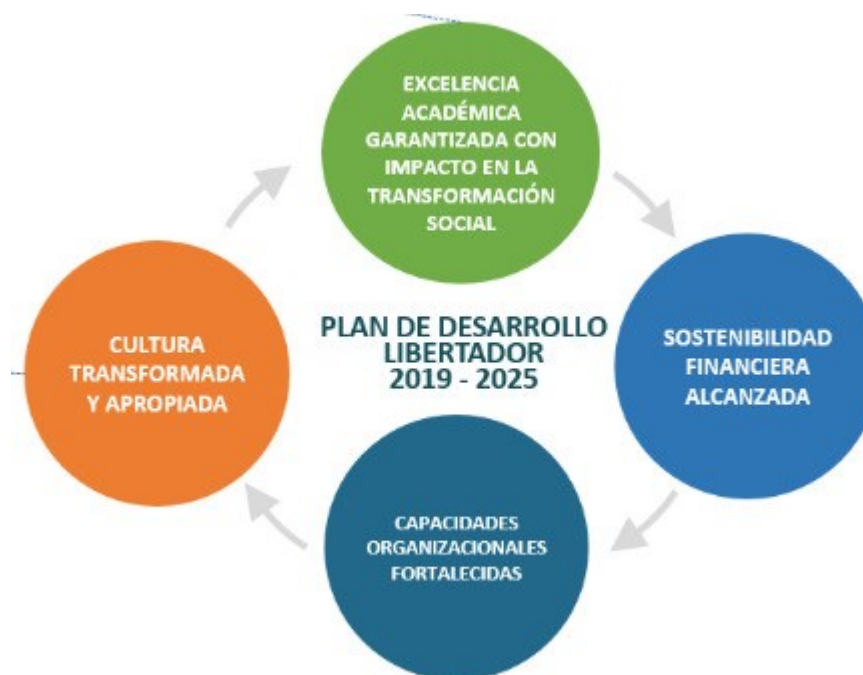 EXCELENCIA
ACADÉMICA
GARANTIZADA CON
IMPACTO EN LA
TRANSFORMACIÓN
SOCIAL
PLAN DE DESARROLLO
LIBERTADOR
2019 - 2025
SOSTENIBILIDAD
FINANCIERA
ALCANZADA
CAPACIDADES
ORGANIZACIONALES
FORTALECIDAS
CULTURA
TRANSFORMADA
Y APROPIADA